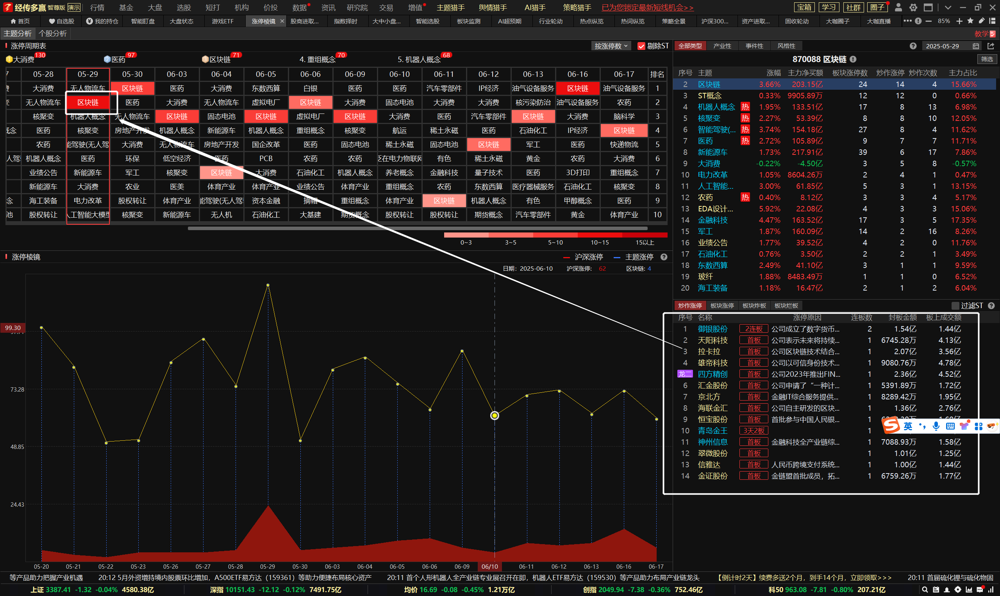 经传多赢 智尊版 演示 行情 基金 大盘 选股 短打 机构 价投 数据 资讯 研究院 交易 增值 主题猎手 舆情猎手 AI猎手 策略猎手 已为您锁定最新短线机会>> 宝箱 学习 社群 圈子
首页 自选股 我的持仓 智能盯盘 大盘状态 游戏ETF 涨停棱镜 股商进取... 指数择时 大中小盘... 智能选股 板块监测 AI超预期 行业轮动 热点纵览 热词纵览 策略全景 沪深300... 资产进取... 固收轮动 大咖圈子 大咖直播 85%
主题分析 个股分析 教学
涨停周期表 按涨停数 剔除ST
1 大消费 130 2 医药 97 3 区块链 71 4. 重组概念 70 5. 机器人概念 68
7 05-28 05-29 05-30 06-03 06-04 06-05 06-06 06-09 06-10 06-11 06-12 06-13 06-16 06-17 排名
大消费 无人物流车 区块链 医药 大消费 东数西算 白银 医药 医药 汽车零部件 IP经济 油气设备服务 区块链 油气设备服务 1
无人物流车 区块链 医药 大消费 无人物流车 虚拟电厂 区块链 大消费 固态电池 大消费 大消费 核污染防治 油气设备服务 农药 2
核聚变 机器人概念 无人物流车 区块链 固态电池 区块链 虚拟电厂 区块链 大消费 医药 汽车零部件 区块链 大消费 脑科学 3
概念 医药 核聚变 房地产开发 机器人概念 新能源车 机器人概念 重组概念 核聚变 航运 稀土永磁 医药 石油化工 IP经济 区块链 4
农药 能驾驶(无人驾 大消费 无人物流车 房地产开发 国企改革 医药 固态电池 稀土永磁 固态电池 区块链 军工 医药 快递物流 5
人驾 机器人概念 医药 环保 低空经济 医药 PCB 农药 农药 泛在电力物联网 有色 稀土永磁 黄金 农药 大消费 6
业绩公告 新能源车 军工 核聚变 区块链 大消费 石油化工 机器人概念 养老概念 金融科技 量子技术 医药 3D打印 重组概念 7
新能源车 大消费 农业 医美 体育产业 体育产业 业绩公告 体育产业 重组概念 农药 东数西算 医疗器械服务 石油化工 核聚变 8
念 海工装备 电力改革 股权转让 体育产业 能驾驶(无人驾 资本金融 摘帽 重组概念 体育产业 区块链 机器人概念 有色 甲醇概念 医药 9
池 股权转让 人工智能大模型 核聚变 新能源车 无人机 石油化工 大基建 期货概念 股权转让 股权转让 期货概念 汽车零部件 黄金 体育产业 10
0~3 3~5 5~10 10~15 15以上
涨停棱镜 沪深涨停 主题涨停
日期: 2025-06-10 沪深涨停: 62 区块链: 4
99.30
73.28
48.85
24.43
05-20 05-21 05-22 05-23 05-26 05-27 05-28 05-29 05-30 06-03 06-04 06-05 06-06 06-09 06/10 06-11 06-12 06-13 06-16 06-17
全部类型 产业性 事件性 风格性 2025-05-29
870088 区块链 筛选
序号 主题 涨幅 主力净买额 板块涨停数 炒作涨停 炒作次数 主力占比
2 区块链 3.66% 203.15亿 24 14 4 15.66%
3 ST概念 0.33% 9905.89万 12 12 0 0.66%
4 机器人概念 热 1.95% 133.51亿 17 8 13 6.98%
5 核聚变 热 2.27% 53.39亿 8 8 10 12.05%
6 智能驾驶(... 热 3.74% 154.18亿 27 8 4 11.62%
7 医药 热 2.72% 105.89亿 9 7 7 11.71%
8 新能源车 1.73% 217.91亿 39 6 17 7.86%
9 大消费 -0.22% -4.50亿 3 5 8 -0.57%
10 电力改革 1.05% 8604.26万 2 4 1 0.47%
11 人工智能... 3.00% 61.85亿 5 3 1 13.15%
12 农药 热 0.40% 8.12亿 3 3 4 5.17%
13 EDA设计... 5.92% 22.08亿 4 3 3 15.06%
14 金融科技 4.47% 163.52亿 17 3 5 17.35%
15 军工 1.87% 160.09亿 14 2 16 8.26%
16 业绩公告 1.77% 39.52亿 4 2 0 11.76%
17 石油化工 0.76% 3.50亿 2 2 1 3.49%
18 东数西算 2.49% 41.10亿 3 1 1 9.59%
19 玻纤 1.88% 8483.49万 1 1 0 6.52%
20 海工装备 1.18% 16.47亿 2 1 2 6.04%
炒作涨停 板块涨停 板块炸板 板块烂板 过滤ST
序号 名称 涨停原因 连板数 封板金额 板上成交额
1 御银股份 2连板 公司成立了数字货币... 2 1.54亿 1.44亿
2 天阳科技 首板 公司表示未来将持续... 1 6745.28万 4.13亿
3 拉卡拉 首板 公司区块链技术结合... 1 2.07亿 3.56亿
4 雄帝科技 首板 公司以可信身份技术... 1 9080.76万 4.78亿
龙二 四方精创 首板 公司2023年推出FIN... 1 2.36亿 4.52亿
6 汇金股份 首板 公司申请了“一种计... 1 5391.89万 1.72亿
7 京北方 首板 金融IT综合服务提供... 1 8289.42万 1.95亿
8 海联金汇 首板 公司自主研发的区块... 1 1.36亿 2.76亿
9 恒宝股份 首板 首批参与中国人民银... 1
英
10 青岛金王 3天2板 1
11 神州信息 首板 金融科技全产业链综... 1 7088.93万 1.58亿
12 翠微股份 首板 1 1.01亿 1.25亿
13 信雅达 首板 人民币跨境支付系统... 1 1.00亿 1.44亿
14 金证股份 首板 金链盟首批成员，拓... 1 6759.26万 1.77亿
等产品助力把握产业机遇 20:12 5月外资增持境内股票环比增加，A500ETF易方达（159361）等助力便捷布局核心资产 20:11 首个人形机器人全产业链专业展召开在即，机器人ETF易方达（159530）等产品助力布局产业链龙头 【倒计时2天】续费多送2个月，到手14个月，立即领取>>> 20:11 首届硫化锂与硫化物固
上证 3387.41 -1.32 -0.04% 4580.38亿 深指 10151.43 -12.12 -0.12% 7491.75亿 均价 16.69 -0.08 -0.45% 1.21万亿 创指 2049.94 -7.38 -0.36% 752.46亿 科50 963.08 -7.81 -0.80% 207.21亿